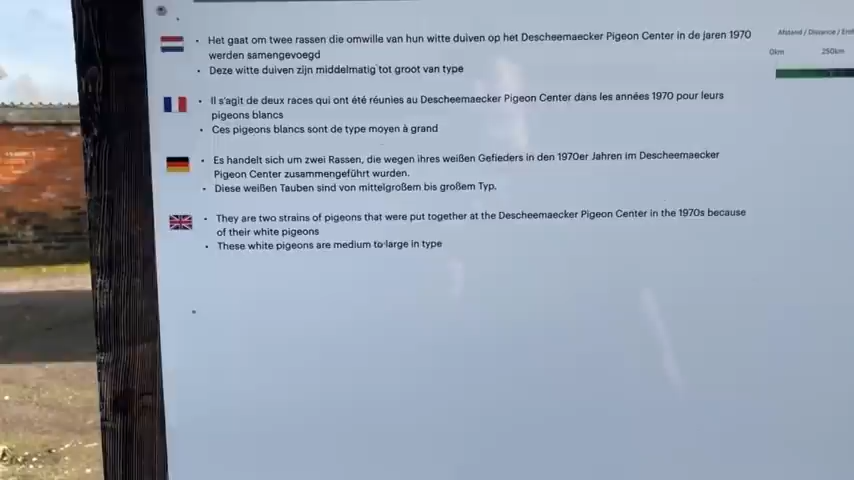 • Het gaat om twee rassen die omwille van hun witte duiven op het Descheemaecker Pigeon Center in de jaren 1970
werden samengevoegd
• Deze witte duiven zijn middelmatig tot groot van type
• Il s'agit de deux races qui ont été réunies au Descheemaecker Pigeon Center dans les années 1970 pour leurs
pigeons blancs
• Ces pigeons blancs sont de type moyen à grand
• Es handelt sich um zwei Rassen, die wegen ihres weißen Gefieders in den 1970er Jahren im Descheemaecker
Pigeon Center zusammengeführt wurden.
• Diese weißen Tauben sind von mittelgroßem bis großem Typ.
• They are two strains of pigeons that were put together at the Descheemaecker Pigeon Center in the 1970s because
of their white pigeons
• These white pigeons are medium to large in type
Afstand / Distance /
0km 250km